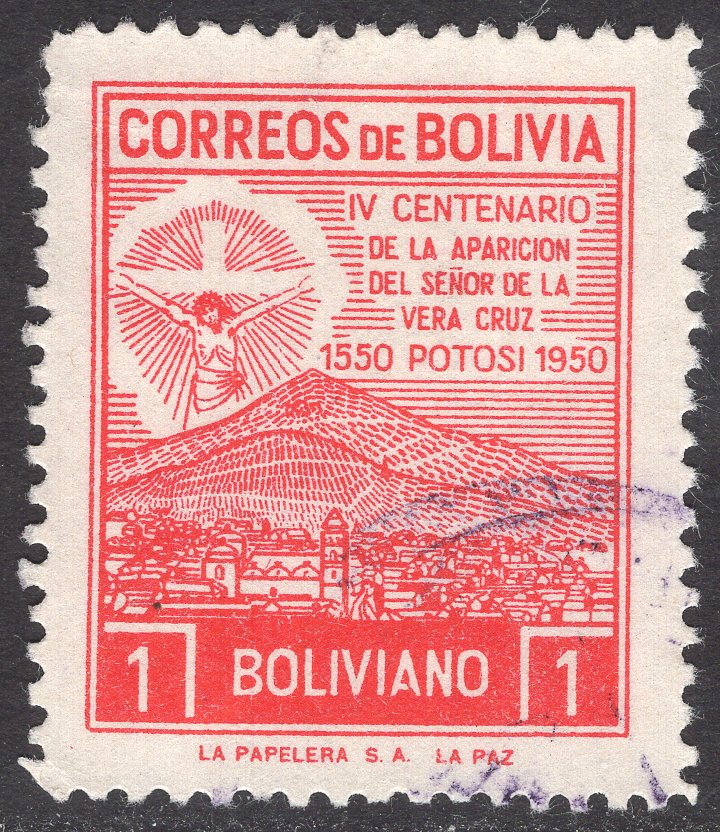 CORREOS DE BOLIVIA
IV CENTENARIO
DE LA APARICION
DEL SEÑOR DE LA
VERA CRUZ
1550 POTOSI 1950
1 BOLIVIANO 1
LA PAPELERA S. A. LA PAZ